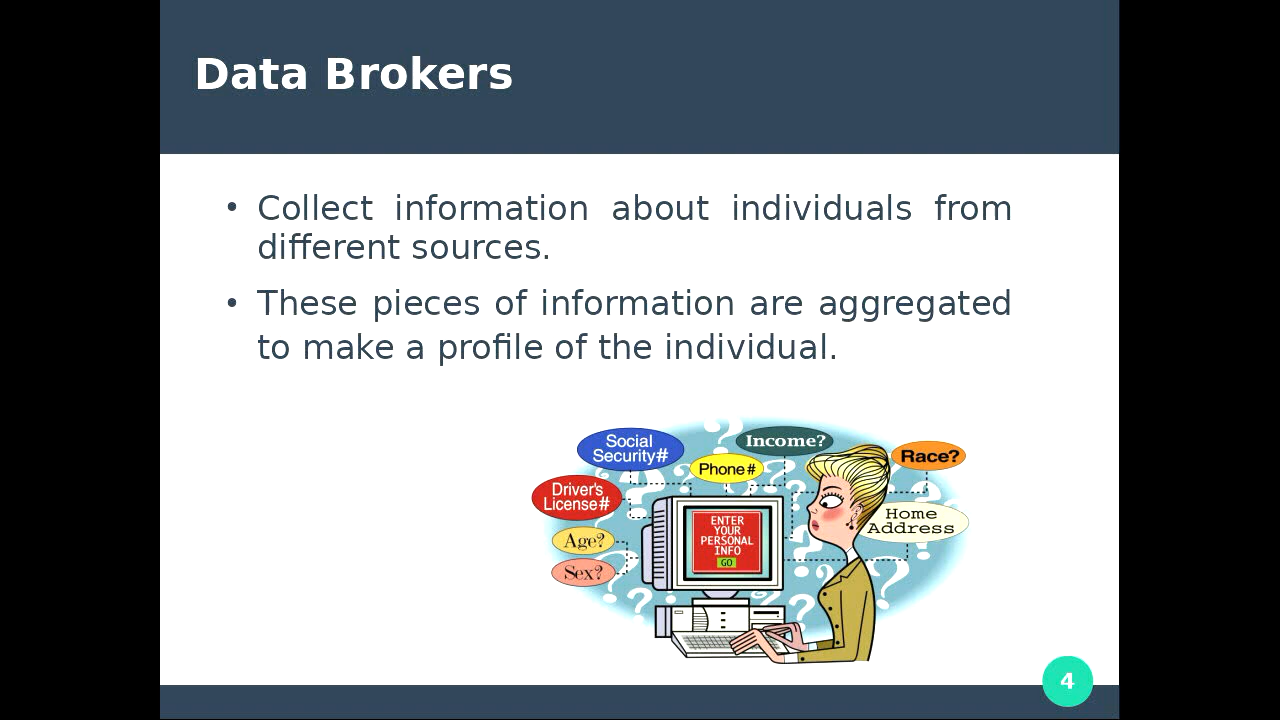 Data Brokers
• Collect information about individuals from
different sources.
• These pieces of information are aggregated
to make a profile of the individual.
Social
Security#
Income?
Phone #
Race?
Driver's
License#
Home
Address
Age?
Sex?
ENTER
YOUR
PERSONAL
INFO
GO
4